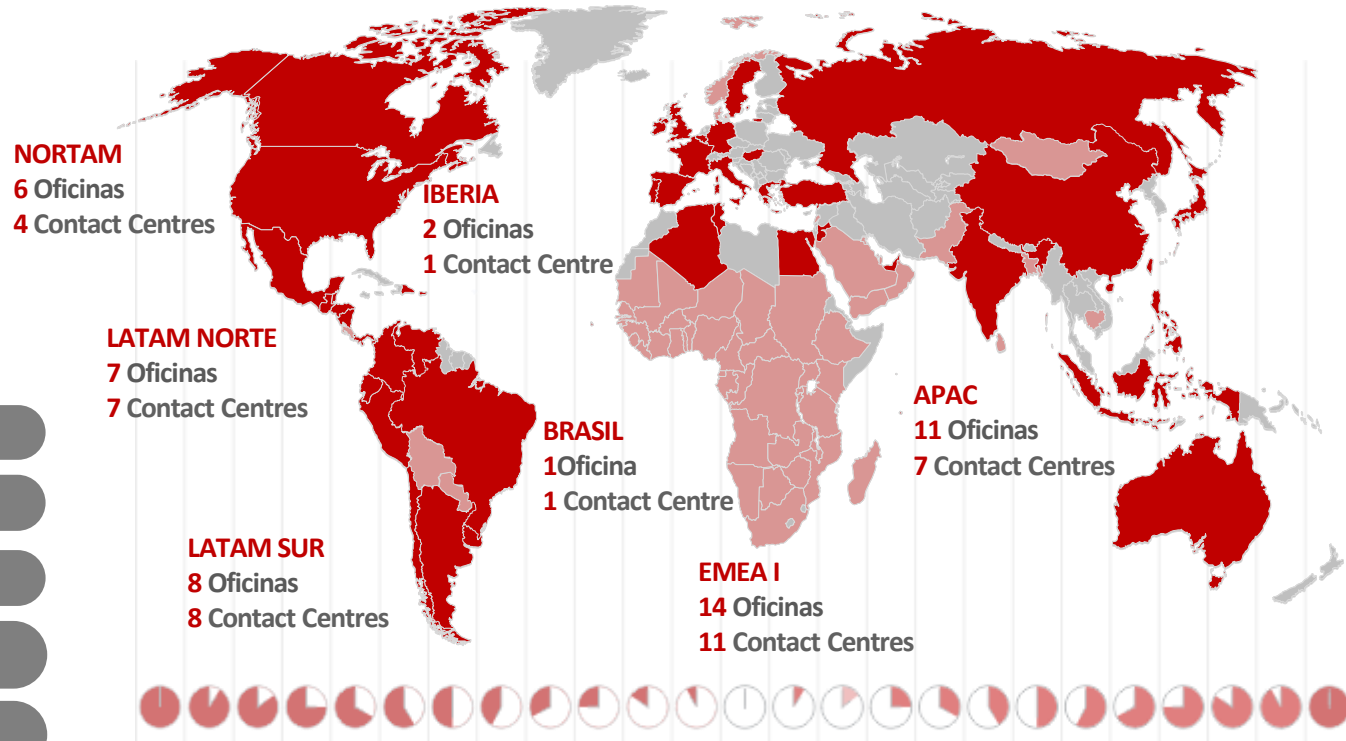 NORTAM
6 Oficinas
4 Contact Centres
IBERIA
2 Oficinas
1 Contact Centre
LATAM NORTE
7 Oficinas
7 Contact Centres
BRASIL
1Oficina
1 Contact Centre
APAC
11 Oficinas
7 Contact Centres
LATAM SUR
8 Oficinas
8 Contact Centres
EMEA I
14 Oficinas
11 Contact Centres